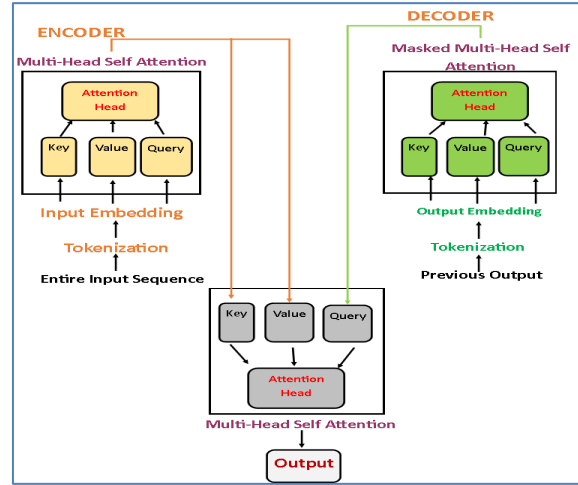 ENCODER
Multi-Head Self Attention
Attention
Head
Key
Value
Query
Input Embedding
Tokenization
Entire Input Sequence
DECODER
Masked Multi-Head Self
Attention
Attention
Head
Key
Value
Query
Output Embedding
Tokenization
Previous Output
Key
Value
Query
Attention
Head
Multi-Head Self Attention
Output